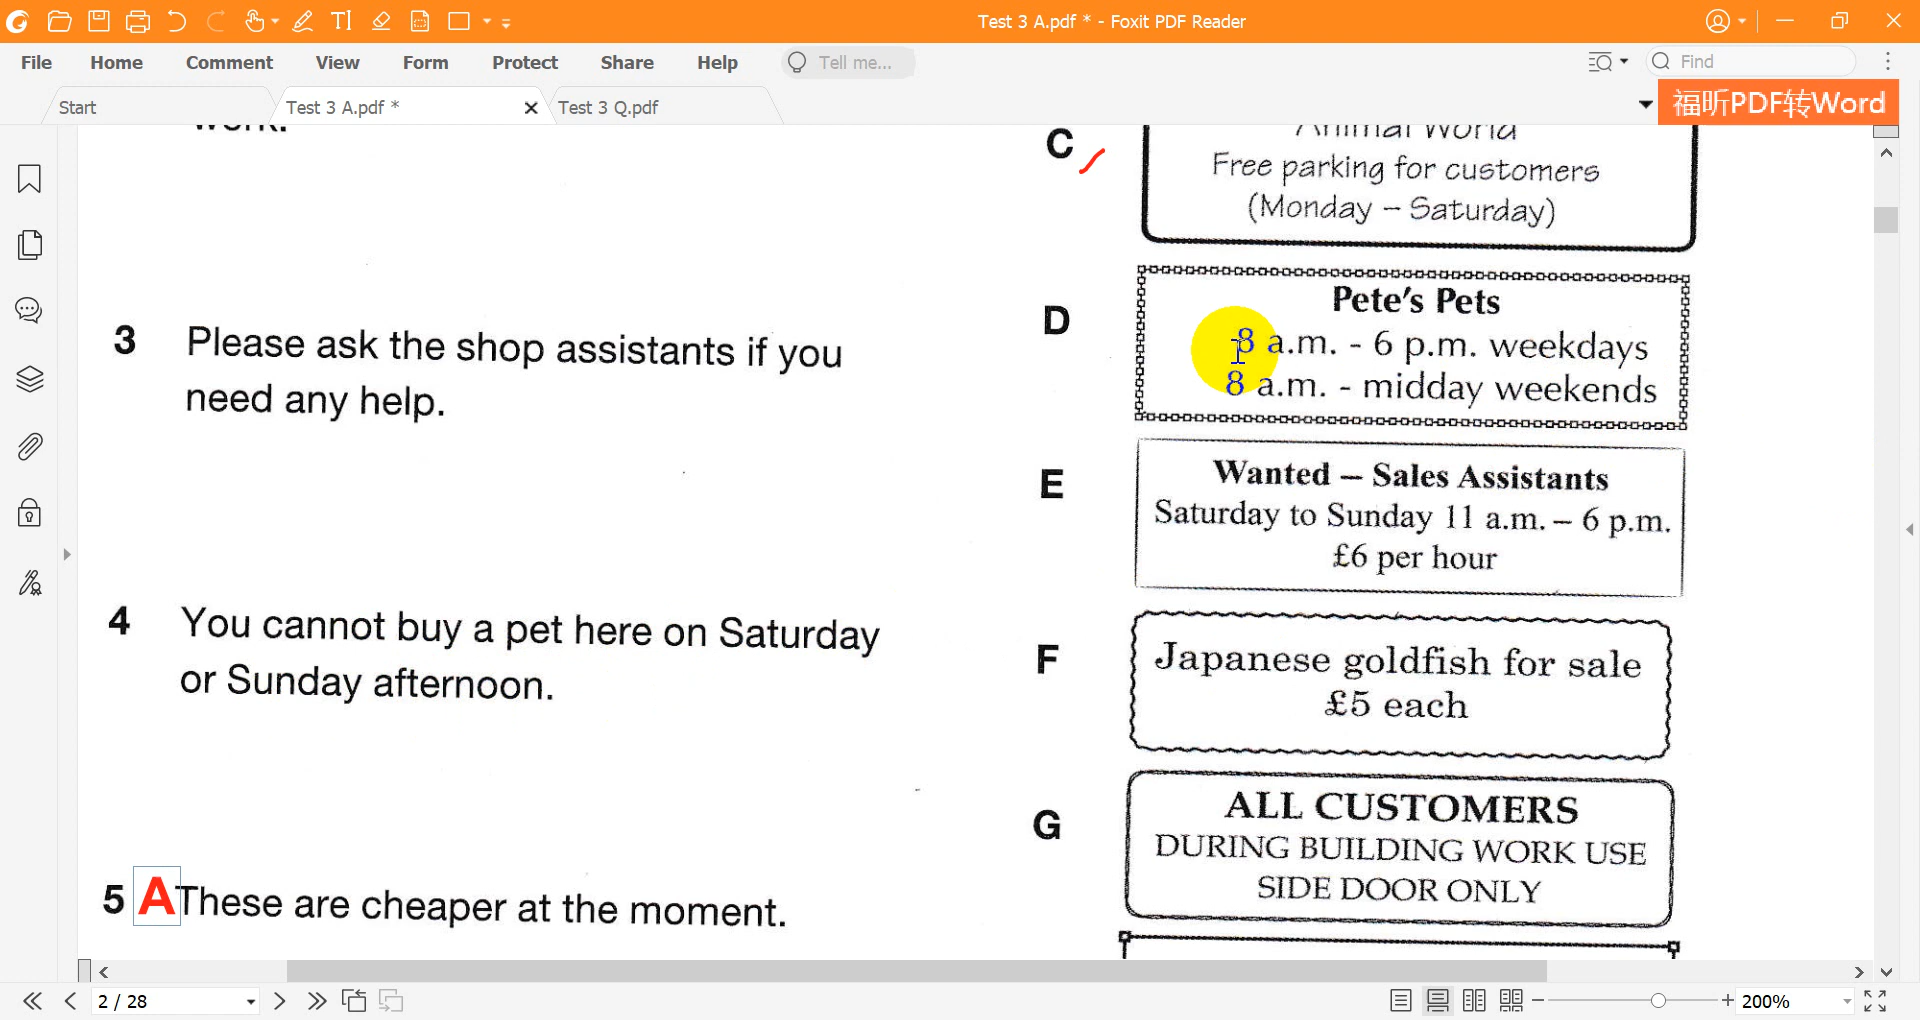 Test 3 A.pdf * - Foxit PDF Reader
File Home Comment View Form Protect Share Help Tell me... Find
Start Test 3 A.pdf * Test 3 Q.pdf 福昕PDF转Word
work.
3 Please ask the shop assistants if you
need any help.
4 You cannot buy a pet here on Saturday
or Sunday afternoon.
5 A These are cheaper at the moment.
C Animal World
Free parking for customers
(Monday – Saturday)
D Pete's Pets
8 a.m. - 6 p.m. weekdays
8 a.m. - midday weekends
E Wanted – Sales Assistants
Saturday to Sunday 11 a.m. – 6 p.m.
£6 per hour
F Japanese goldfish for sale
£5 each
G ALL CUSTOMERS
DURING BUILDING WORK USE
SIDE DOOR ONLY
2 / 28 200%